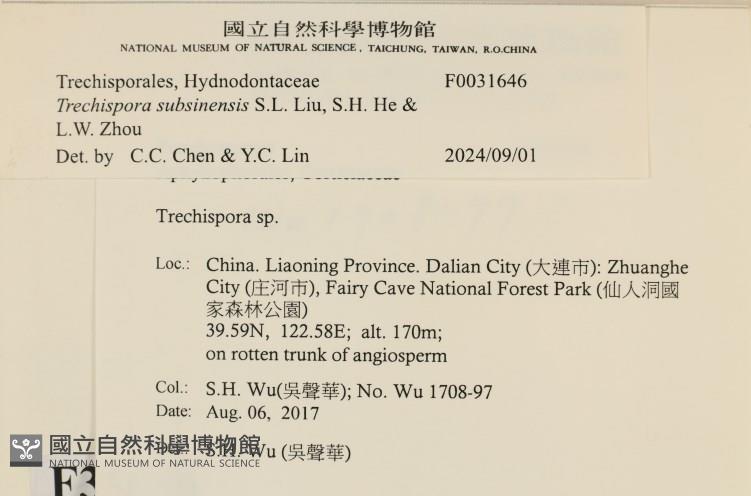 國立自然科學博物館
NATIONAL MUSEUM OF NATURAL SCIENCE, TAICHUNG, TAIWAN, R.O.CHINA
Trechisporales, Hydnodontaceae F0031646
Trechispora subsinensis S.L. Liu, S.H. He &
L.W. Zhou
Det. by C.C. Chen & Y.C. Lin 2024/09/01
Trechispora sp.
Loc.: China. Liaoning Province. Dalian City (大連市): Zhuanghe
City (庄河市), Fairy Cave National Forest Park (仙人洞國
家森林公園)
39.59N, 122.58E; alt. 170m;
on rotten trunk of angiosperm
Col.: S.H. Wu(吳聲華); No. Wu 1708-97
Date: Aug. 06, 2017
S.H. Wu (吳聲華)
國立自然科學博物館
NATIONAL MUSEUM OF NATURAL SCIENCE